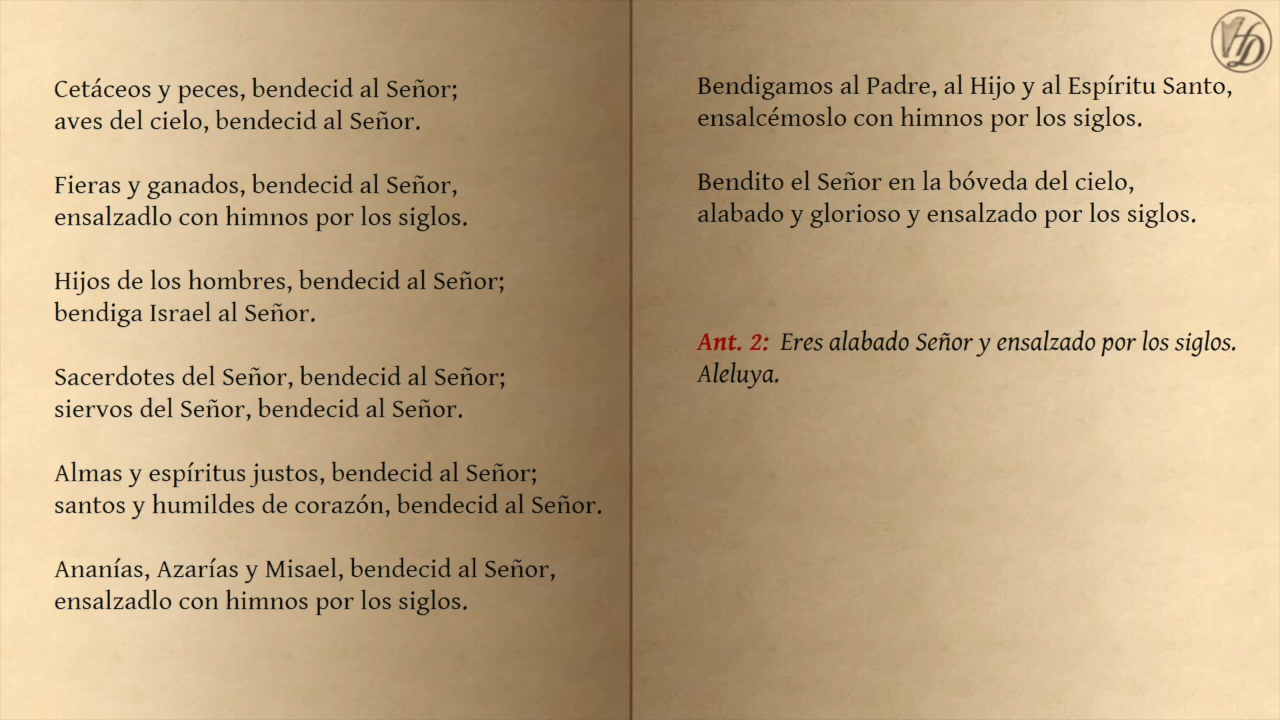 Cetáceos y peces, bendecid al Señor;
aves del cielo, bendecid al Señor.
Fieras y ganados, bendecid al Señor,
ensalzadlo con himnos por los siglos.
Hijos de los hombres, bendecid al Señor;
bendiga Israel al Señor.
Sacerdotes del Señor, bendecid al Señor;
siervos del Señor, bendecid al Señor.
Almas y espíritus justos, bendecid al Señor;
santos y humildes de corazón, bendecid al Señor.
Ananías, Azarías y Misael, bendecid al Señor,
ensalzadlo con himnos por los siglos.
Bendigamos al Padre, al Hijo y al Espíritu Santo,
ensalcémoslo con himnos por los siglos.
Bendito el Señor en la bóveda del cielo,
alabado y glorioso y ensalzado por los siglos.
Ant. 2: Eres alabado Señor y ensalzado por los siglos.
Aleluya.
HD